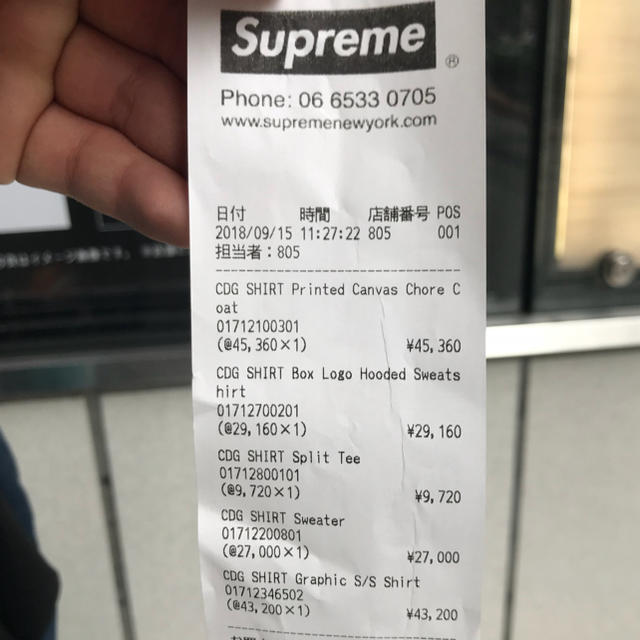 Supreme
®
Phone: 06 6533 0705
www.supremenewyork.com
日付 時間 店舗番号 POS
2018/09/15 11:27:22 805 001
担当者：805
CDG SHIRT Printed Canvas Chore C
oat
01712100301
(@45,360×1) ¥45,360
CDG SHIRT Box Logo Hooded Sweats
hirt
01712700201
(@29,160×1) ¥29,160
CDG SHIRT Split Tee
01712800101
(@9,720×1) ¥9,720
CDG SHIRT Sweater
01712200801
(@27,000×1) ¥27,000
CDG SHIRT Graphic S/S Shirt
01712346502
(@43,200×1) ¥43,200